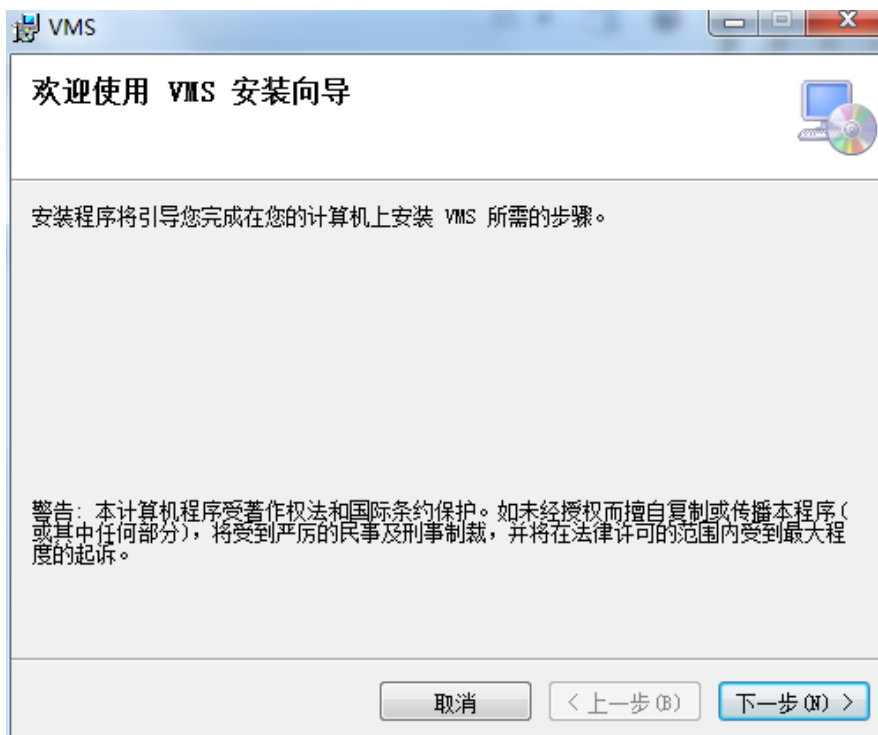 VMS
欢迎使用 VMS 安装向导
安装程序将引导您完成在您的计算机上安装 VMS 所需的步骤。
警告: 本计算机程序受著作权法和国际条约保护。如未经授权而擅自复制或传播本程序(
或其中任何部分)，将受到严厉的民事及刑事制裁，并将在法律许可的范围内受到最大程
度的起诉。
取消
< 上一步(B)
下一步(N) >